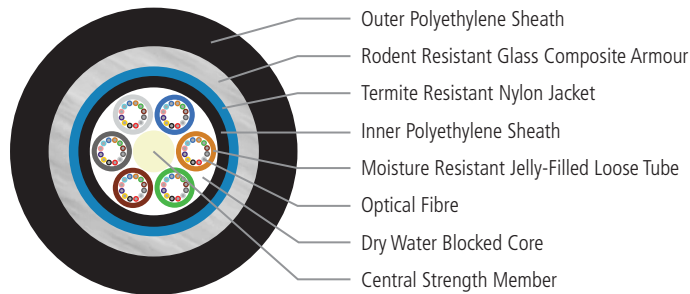 Outer Polyethylene Sheath
Rodent Resistant Glass Composite Armour
Termite Resistant Nylon Jacket
Inner Polyethylene Sheath
Moisture Resistant Jelly-Filled Loose Tube
Optical Fibre
Dry Water Blocked Core
Central Strength Member